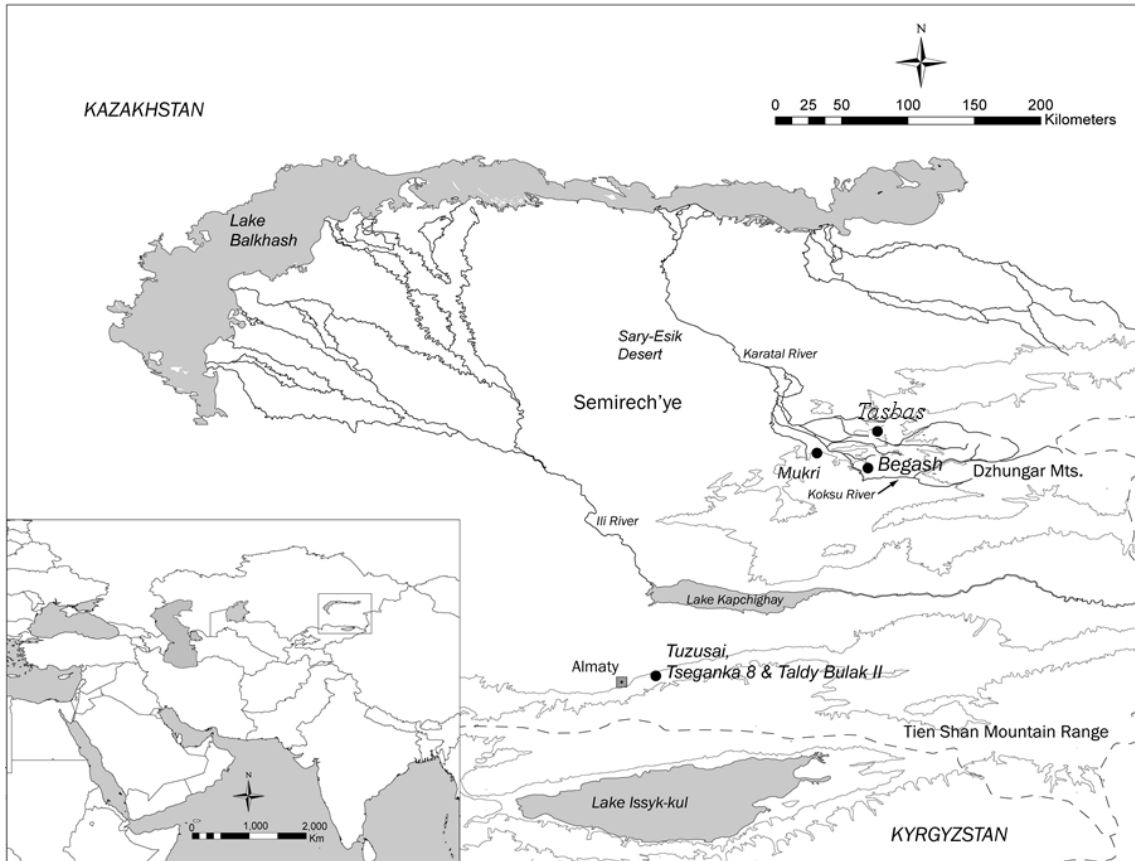 N
KAZAKHSTAN
0 25 50 100 150 200
Kilometers
Lake
Balkhash
Sary-Esik
Desert
Karatal River
Semirech'ye
Tasbas
Mukri
Begash
Dzhungar Mts.
Koksu River
Ili River
Lake Kapchighay
Tuzusai,
Almaty
Tseganka 8 & Taldy Bulak II
Tien Shan Mountain Range
Lake Issyk-kul
KYRGYZSTAN
N
0 1,000 2,000
Km